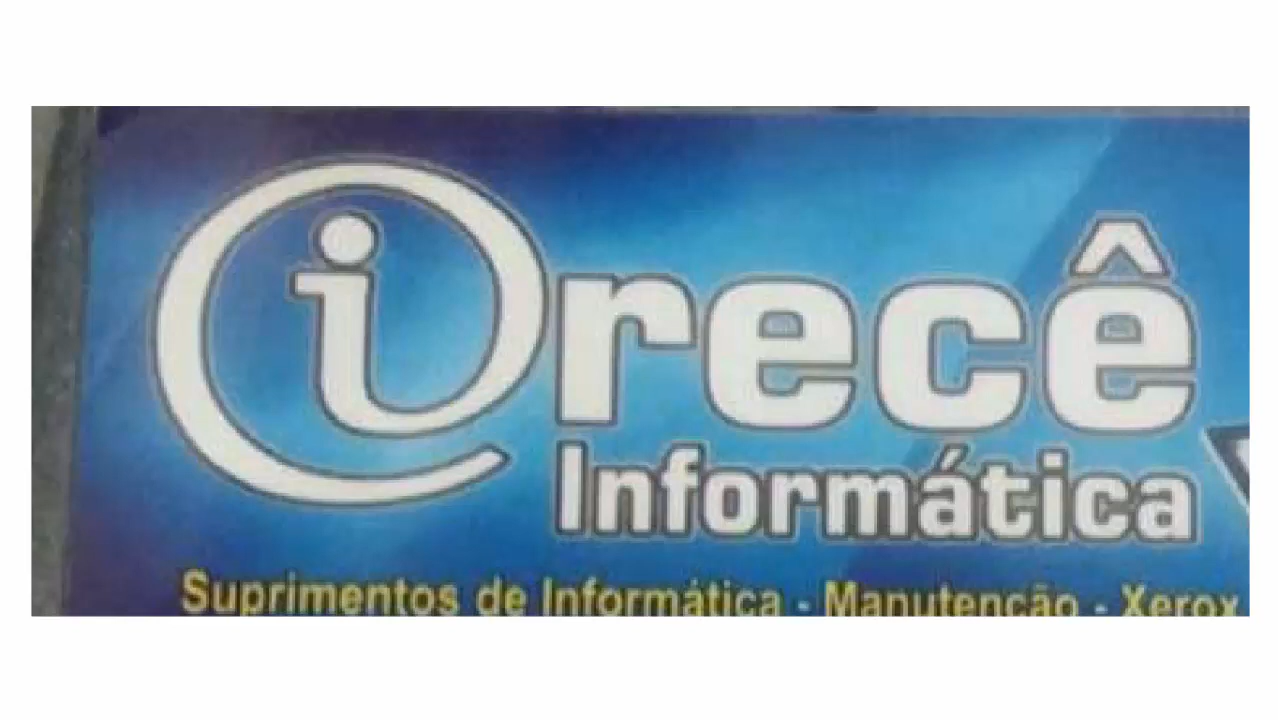 irecê
Informática
Suprimentos de Informática - Manutenção - Xerox